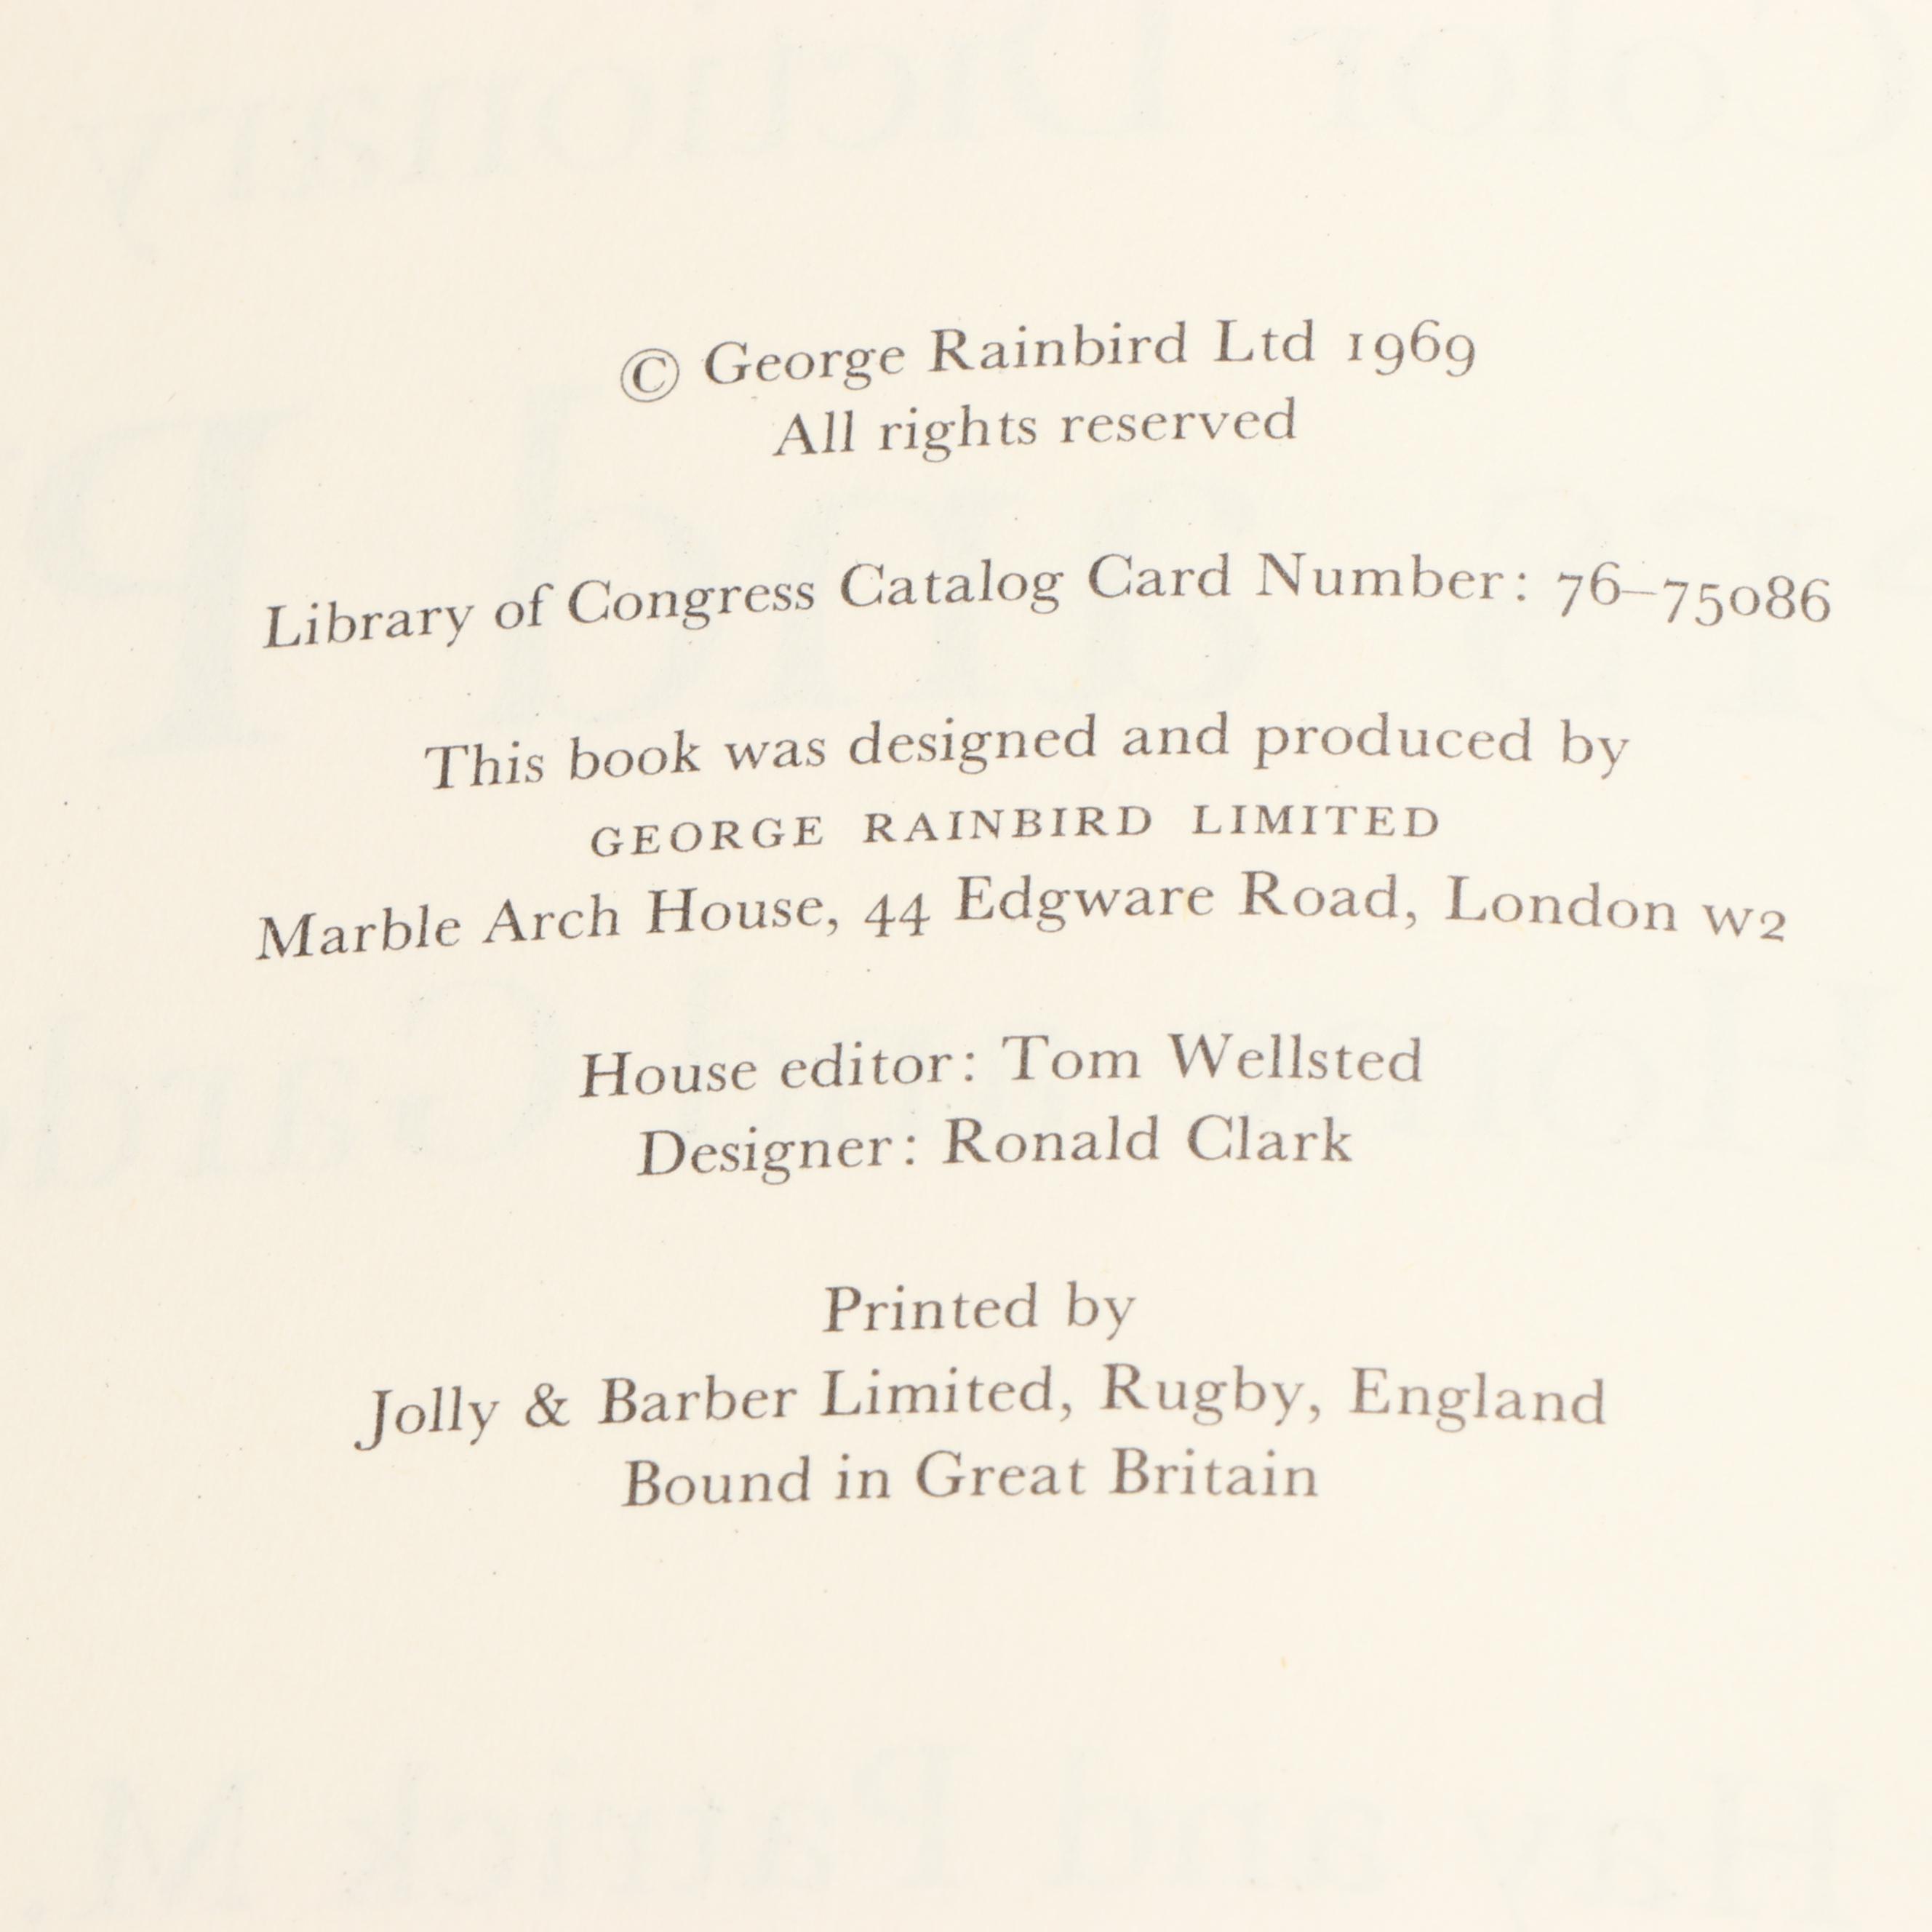 © George Rainbird Ltd 1969
All rights reserved
Library of Congress Catalog Card Number: 76–75086
This book was designed and produced by
GEORGE RAINBIRD LIMITED
Marble Arch House, 44 Edgware Road, London W2
House editor: Tom Wellsted
Designer: Ronald Clark
Printed by
Jolly & Barber Limited, Rugby, England
Bound in Great Britain